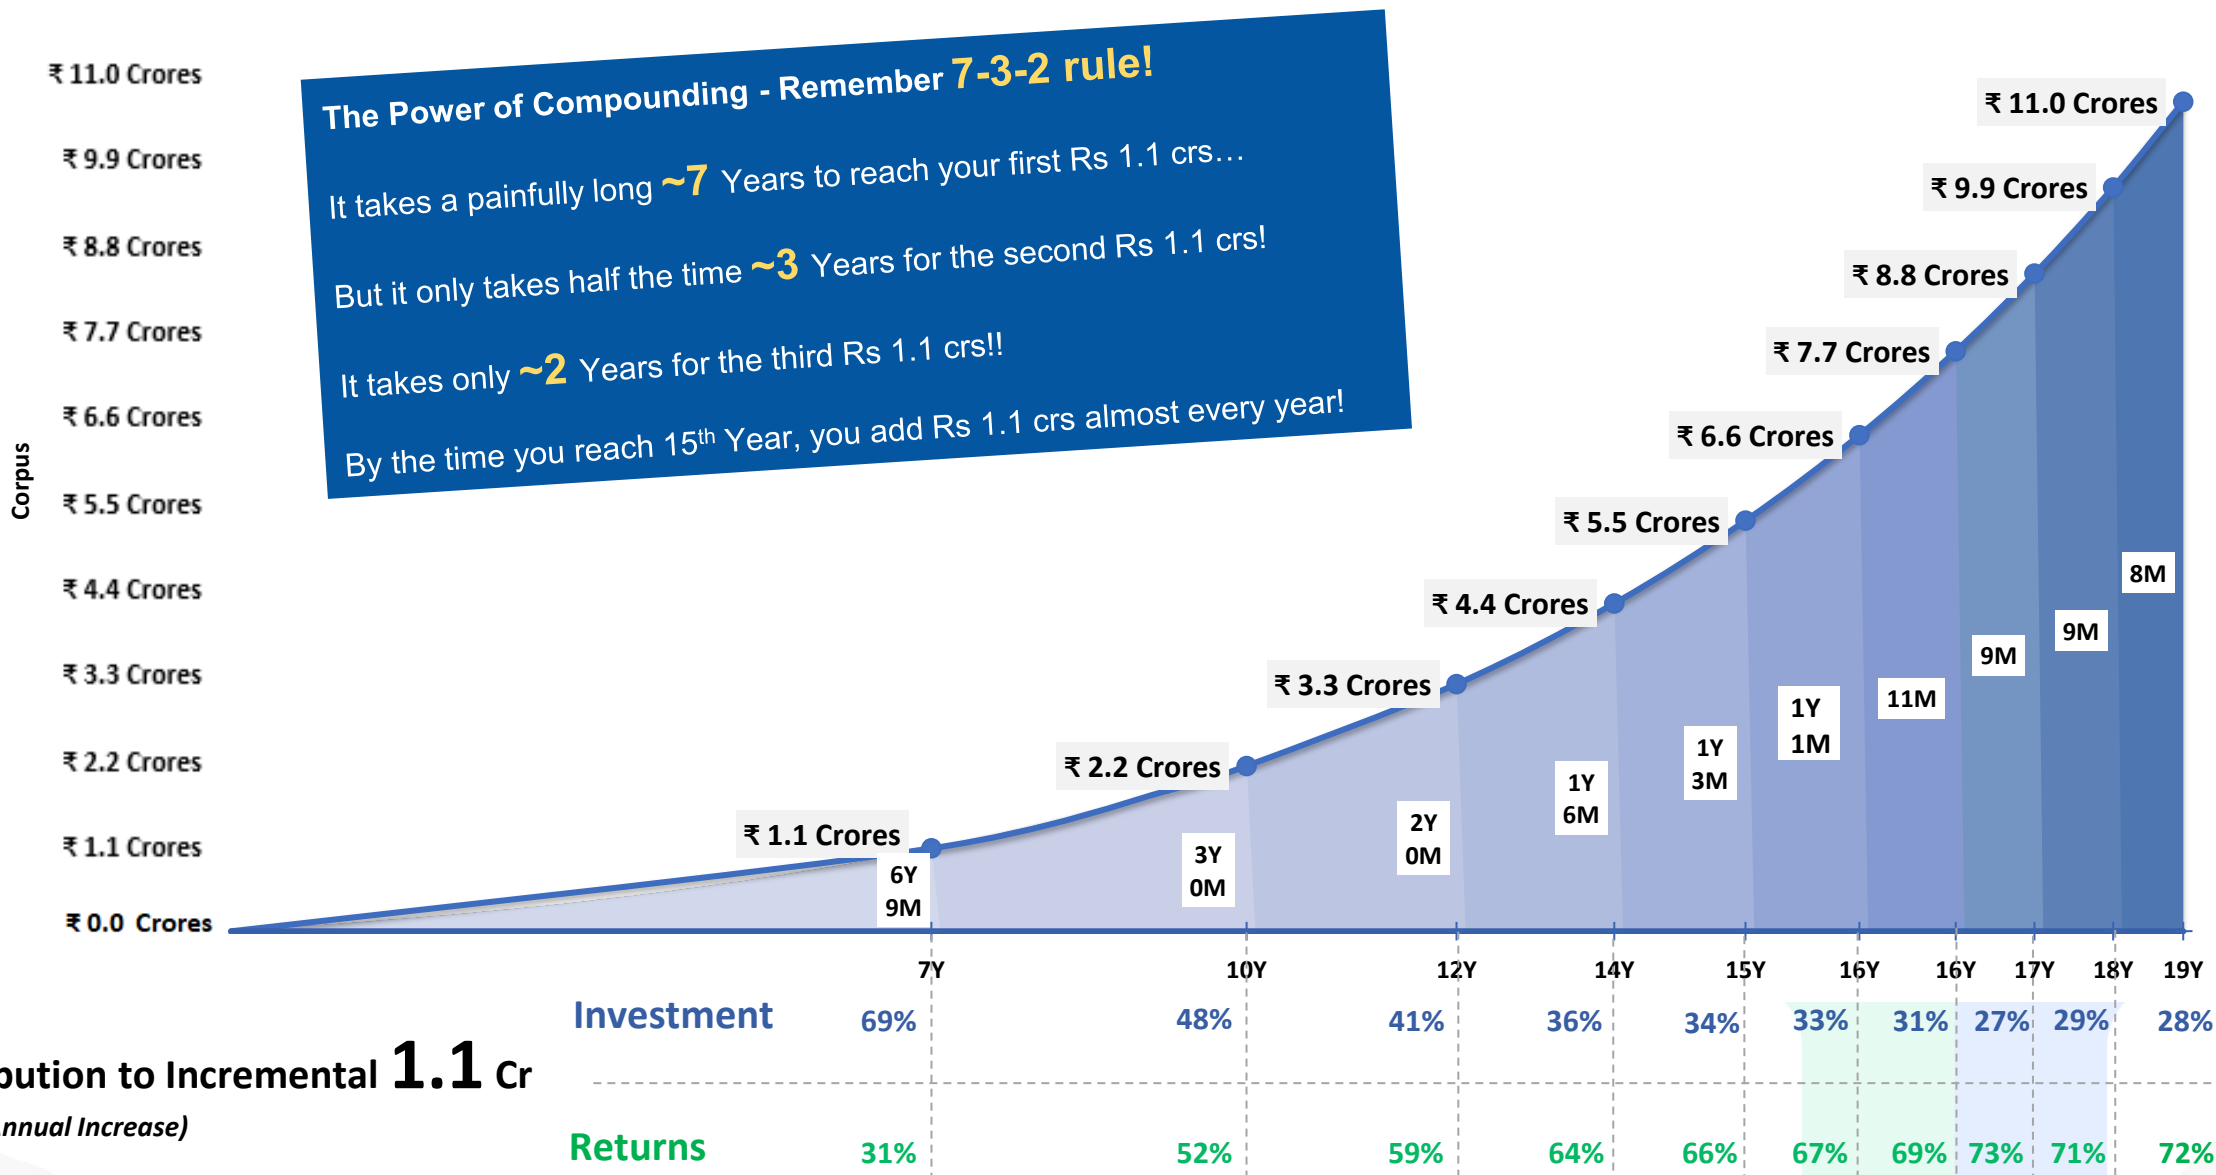 The Power of Compounding - Remember 7-3-2 rule!
It takes a painfully long ~7 Years to reach your first Rs 1.1 crs…
But it only takes half the time ~3 Years for the second Rs 1.1 crs!
It takes only ~2 Years for the third Rs 1.1 crs!!
By the time you reach 15th Year, you add Rs 1.1 crs almost every year!
Corpus
₹ 11.0 Crores
₹ 9.9 Crores
₹ 8.8 Crores
₹ 7.7 Crores
₹ 6.6 Crores
₹ 5.5 Crores
₹ 4.4 Crores
₹ 3.3 Crores
₹ 2.2 Crores
₹ 1.1 Crores
₹ 0.0 Crores
₹ 1.1 Crores
₹ 2.2 Crores
₹ 3.3 Crores
₹ 4.4 Crores
₹ 5.5 Crores
₹ 6.6 Crores
₹ 7.7 Crores
₹ 8.8 Crores
₹ 9.9 Crores
₹ 11.0 Crores
6Y
9M
3Y
0M
2Y
0M
1Y
6M
1Y
3M
1Y
1M
11M
9M
9M
8M
7Y 10Y 12Y 14Y 15Y 16Y 16Y 17Y 18Y 19Y
Investment 69% 48% 41% 36% 34% 33% 31% 27% 29% 28%
bution to Incremental 1.1 Cr
nnual Increase)
Returns 31% 52% 59% 64% 66% 67% 69% 73% 71% 72%